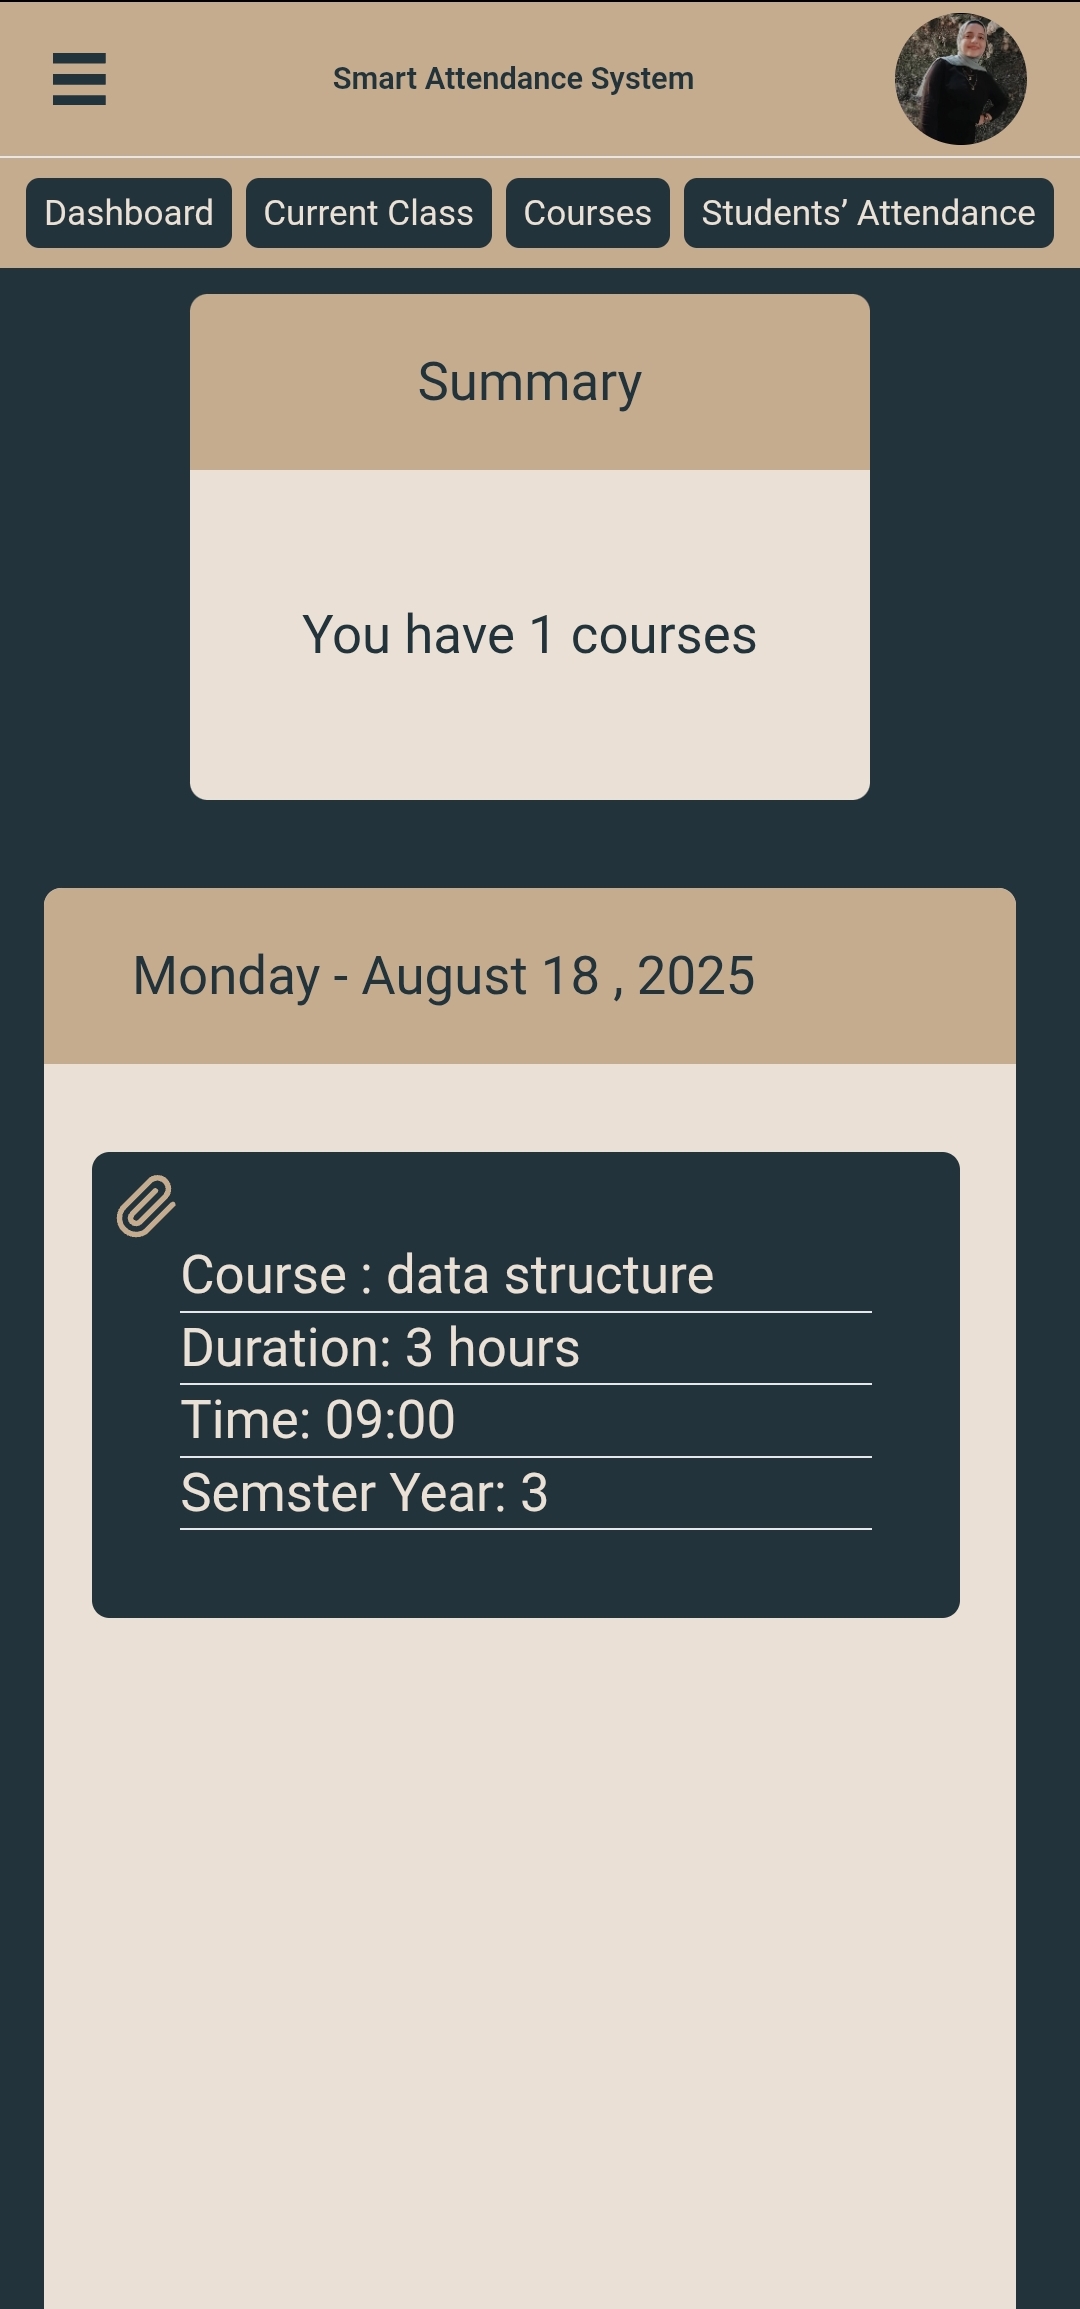 Smart Attendance System
Dashboard
Current Class
Courses
Students’ Attendance
Summary
You have 1 courses
Monday - August 18 , 2025
Course : data structure
Duration: 3 hours
Time: 09:00
Semster Year: 3